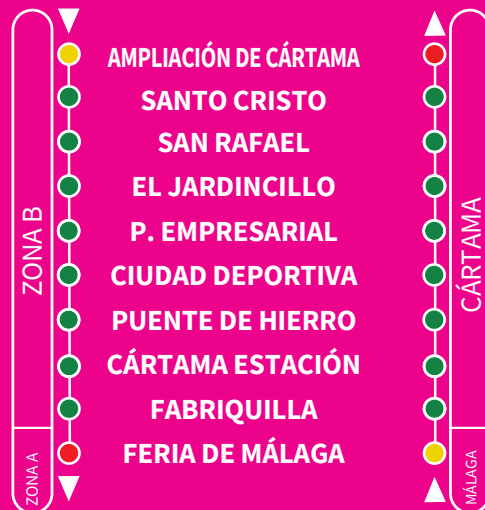 AMPLIACIÓN DE CÁRTAMA
SANTO CRISTO
SAN RAFAEL
EL JARDINCILLO
P. EMPRESARIAL
CIUDAD DEPORTIVA
PUENTE DE HIERRO
CÁRTAMA ESTACIÓN
FABRIQUILLA
FERIA DE MÁLAGA
ZONA B
ZONA A
CÁRTAMA
MÁLAGA